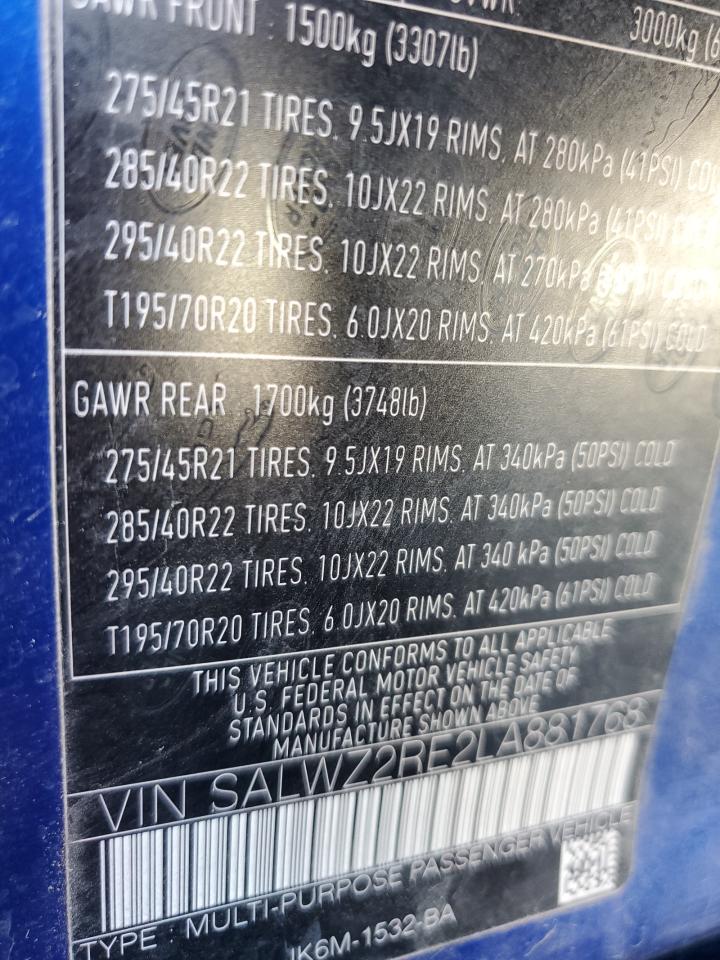 GAWR FRONT : 1500kg (3307lb) 3000kg
275/45R21 TIRES, 9.5JX19 RIMS, AT 280kPa (41PSI) COLD
285/40R22 TIRES, 10JX22 RIMS, AT 280kPa (41PSI) COLD
295/40R22 TIRES, 10JX22 RIMS, AT 270kPa
T195/70R20 TIRES, 6.0JX20 RIMS, AT 420kPa (61PSI) COLD
GAWR REAR 1700kg (3748lb)
275/45R21 TIRES, 9.5JX19 RIMS, AT 340kPa (50PSI) COLD
285/40R22 TIRES, 10JX22 RIMS, AT 340kPa (50PSI) COLD
295/40R22 TIRES, 10JX22 RIMS, AT 340 kPa (50PSI) COLD
T195/70R20 TIRES, 6.0JX20 RIMS, AT 420kPa (61PSI) COLD
THIS VEHICLE CONFORMS TO ALL APPLICABLE
U.S. FEDERAL MOTOR VEHICLE SAFETY
STANDARDS IN EFFECT ON THE DATE OF
MANUFACTURE SHOWN ABOVE
VIN SALWZ2RE2LA881768
TYPE : MULTI-PURPOSE PASSENGER VEHICLE
JK6M-1532-BA